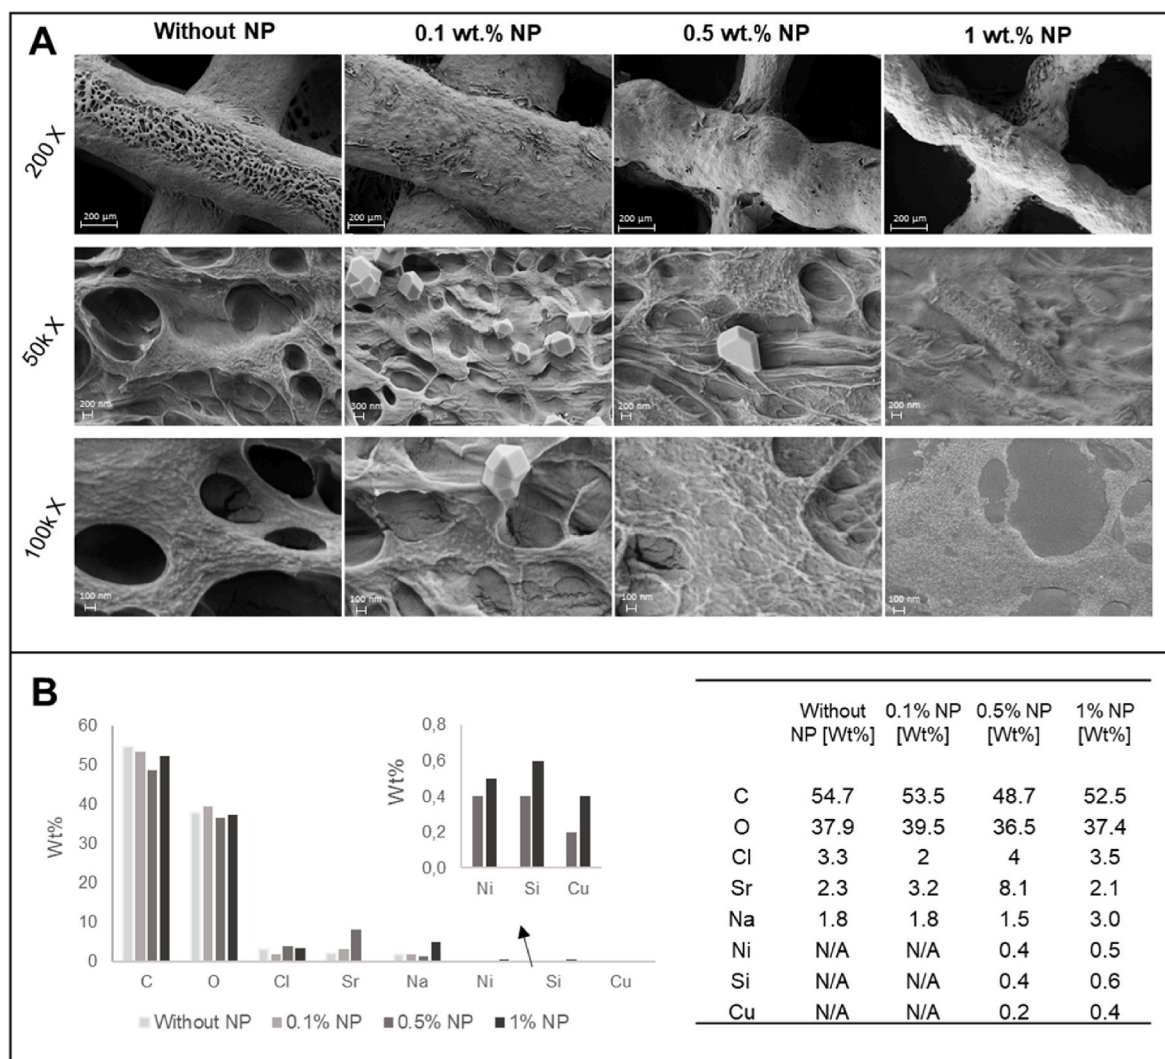 A
Without NP 0.1 wt.% NP 0.5 wt.% NP 1 wt.% NP
200 X
200 µm 200 µm 200 µm 200 µm
50k X
200 nm 300 nm 200 nm 200 nm
100k X
100 nm 100 nm 100 nm 100 nm
B
60
50
40
30
20
10
0
Wt%
C O Cl Sr Na Ni Si Cu
0,8
0,6
0,4
0,2
0,0
Wt%
Ni Si Cu
Without NP 0.1% NP 0.5% NP 1% NP
Without 0.1% NP 0.5% NP 1% NP
NP [Wt%] [Wt%] [Wt%] [Wt%]
C 54.7 53.5 48.7 52.5
O 37.9 39.5 36.5 37.4
Cl 3.3 2 4 3.5
Sr 2.3 3.2 8.1 2.1
Na 1.8 1.8 1.5 3.0
Ni N/A N/A 0.4 0.5
Si N/A N/A 0.4 0.6
Cu N/A N/A 0.2 0.4